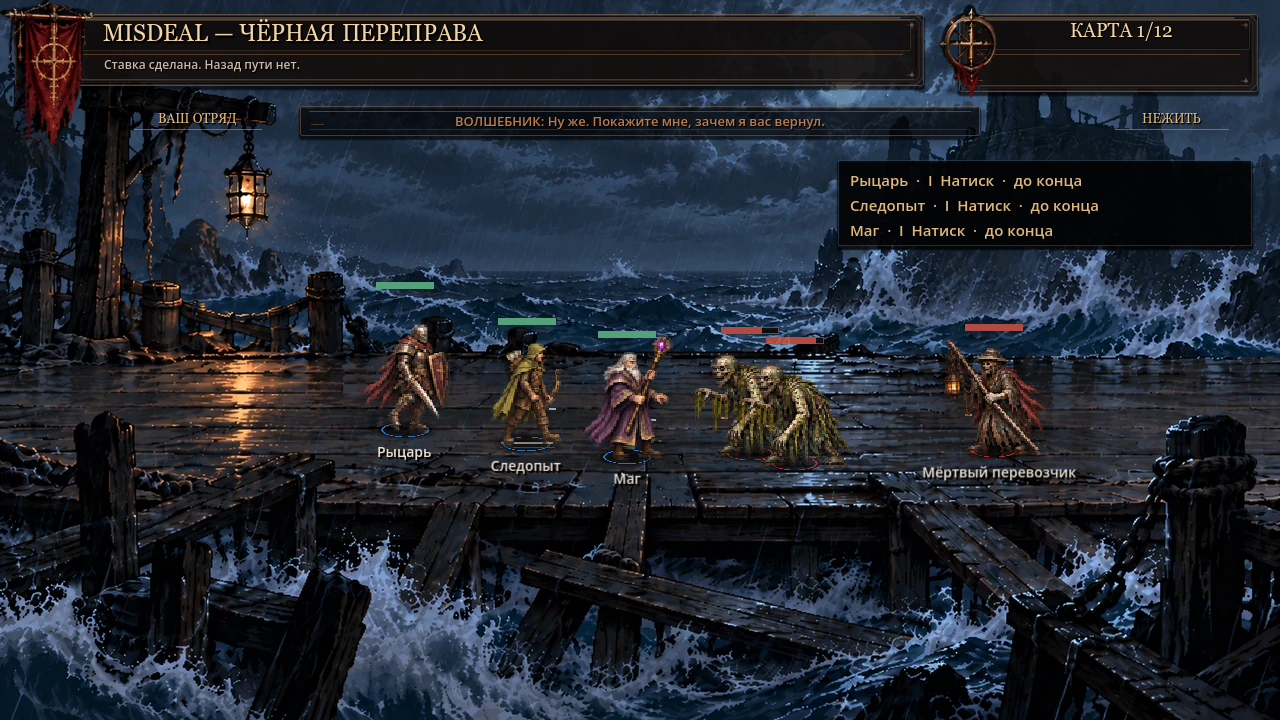 MISDEAL — ЧЁРНАЯ ПЕРЕПРАВА
Ставка сделана. Назад пути нет.
КАРТА 1/12
ВАШ ОТРЯД
ВОЛШЕБНИК: Ну же. Покажите мне, зачем я вас вернул.
НЕЖИТЬ
Рыцарь · I Натиск · до конца
Следопыт · I Натиск · до конца
Маг · I Натиск · до конца
Рыцарь
Следопыт
Маг
Мёртвый перевозчик